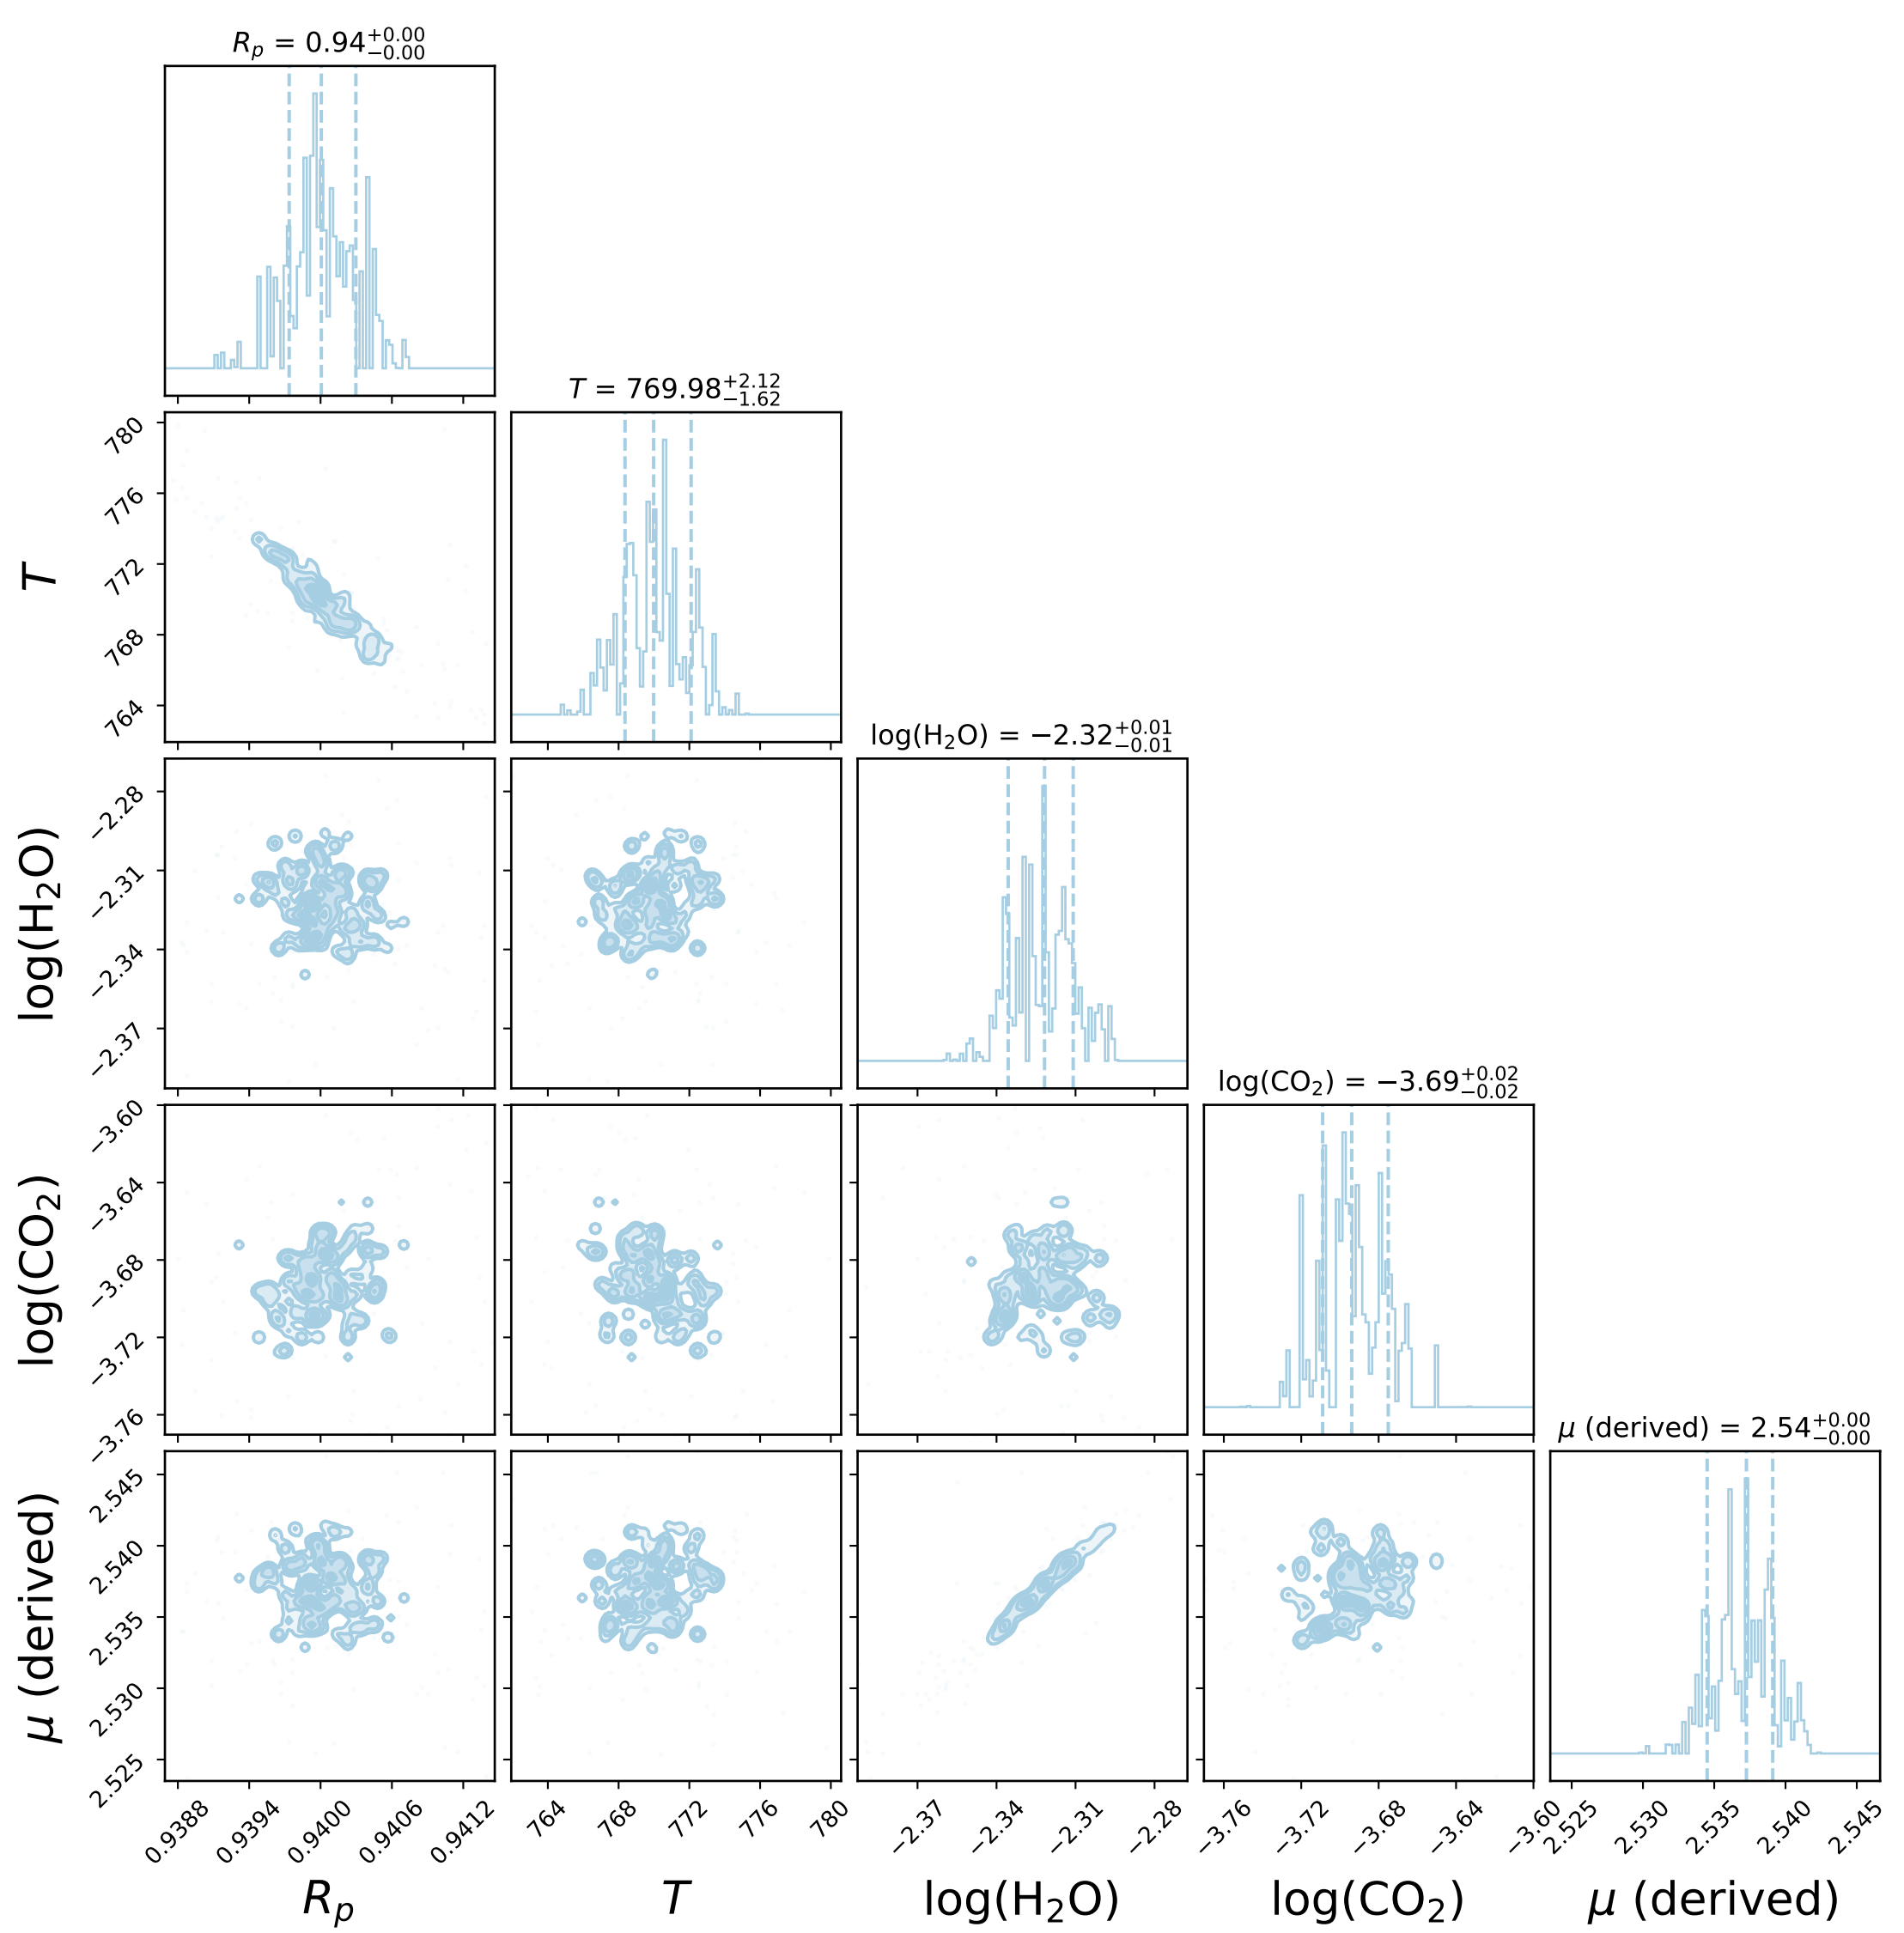 R_p = 0.94^{+0.00}_{−0.00}
T = 769.98^{+2.12}_{−1.62}
780
776
772
768
764
T
log(H₂O) = −2.32^{+0.01}_{−0.01}
−2.28
−2.31
−2.34
−2.37
log(H₂O)
log(CO₂) = −3.69^{+0.02}_{−0.02}
−3.60
−3.64
−3.68
−3.72
−3.76
log(CO₂)
μ (derived) = 2.54^{+0.00}_{−0.00}
2.545
2.540
2.535
2.530
2.525
μ (derived)
0.9388 0.9394 0.9400 0.9406 0.9412 764 768 772 776 780 −2.37 −2.34 −2.31 −2.28 −3.76 −3.72 −3.68 −3.64 −3.60 2.525 2.530 2.535 2.540 2.545
R_p T log(H₂O) log(CO₂) μ (derived)